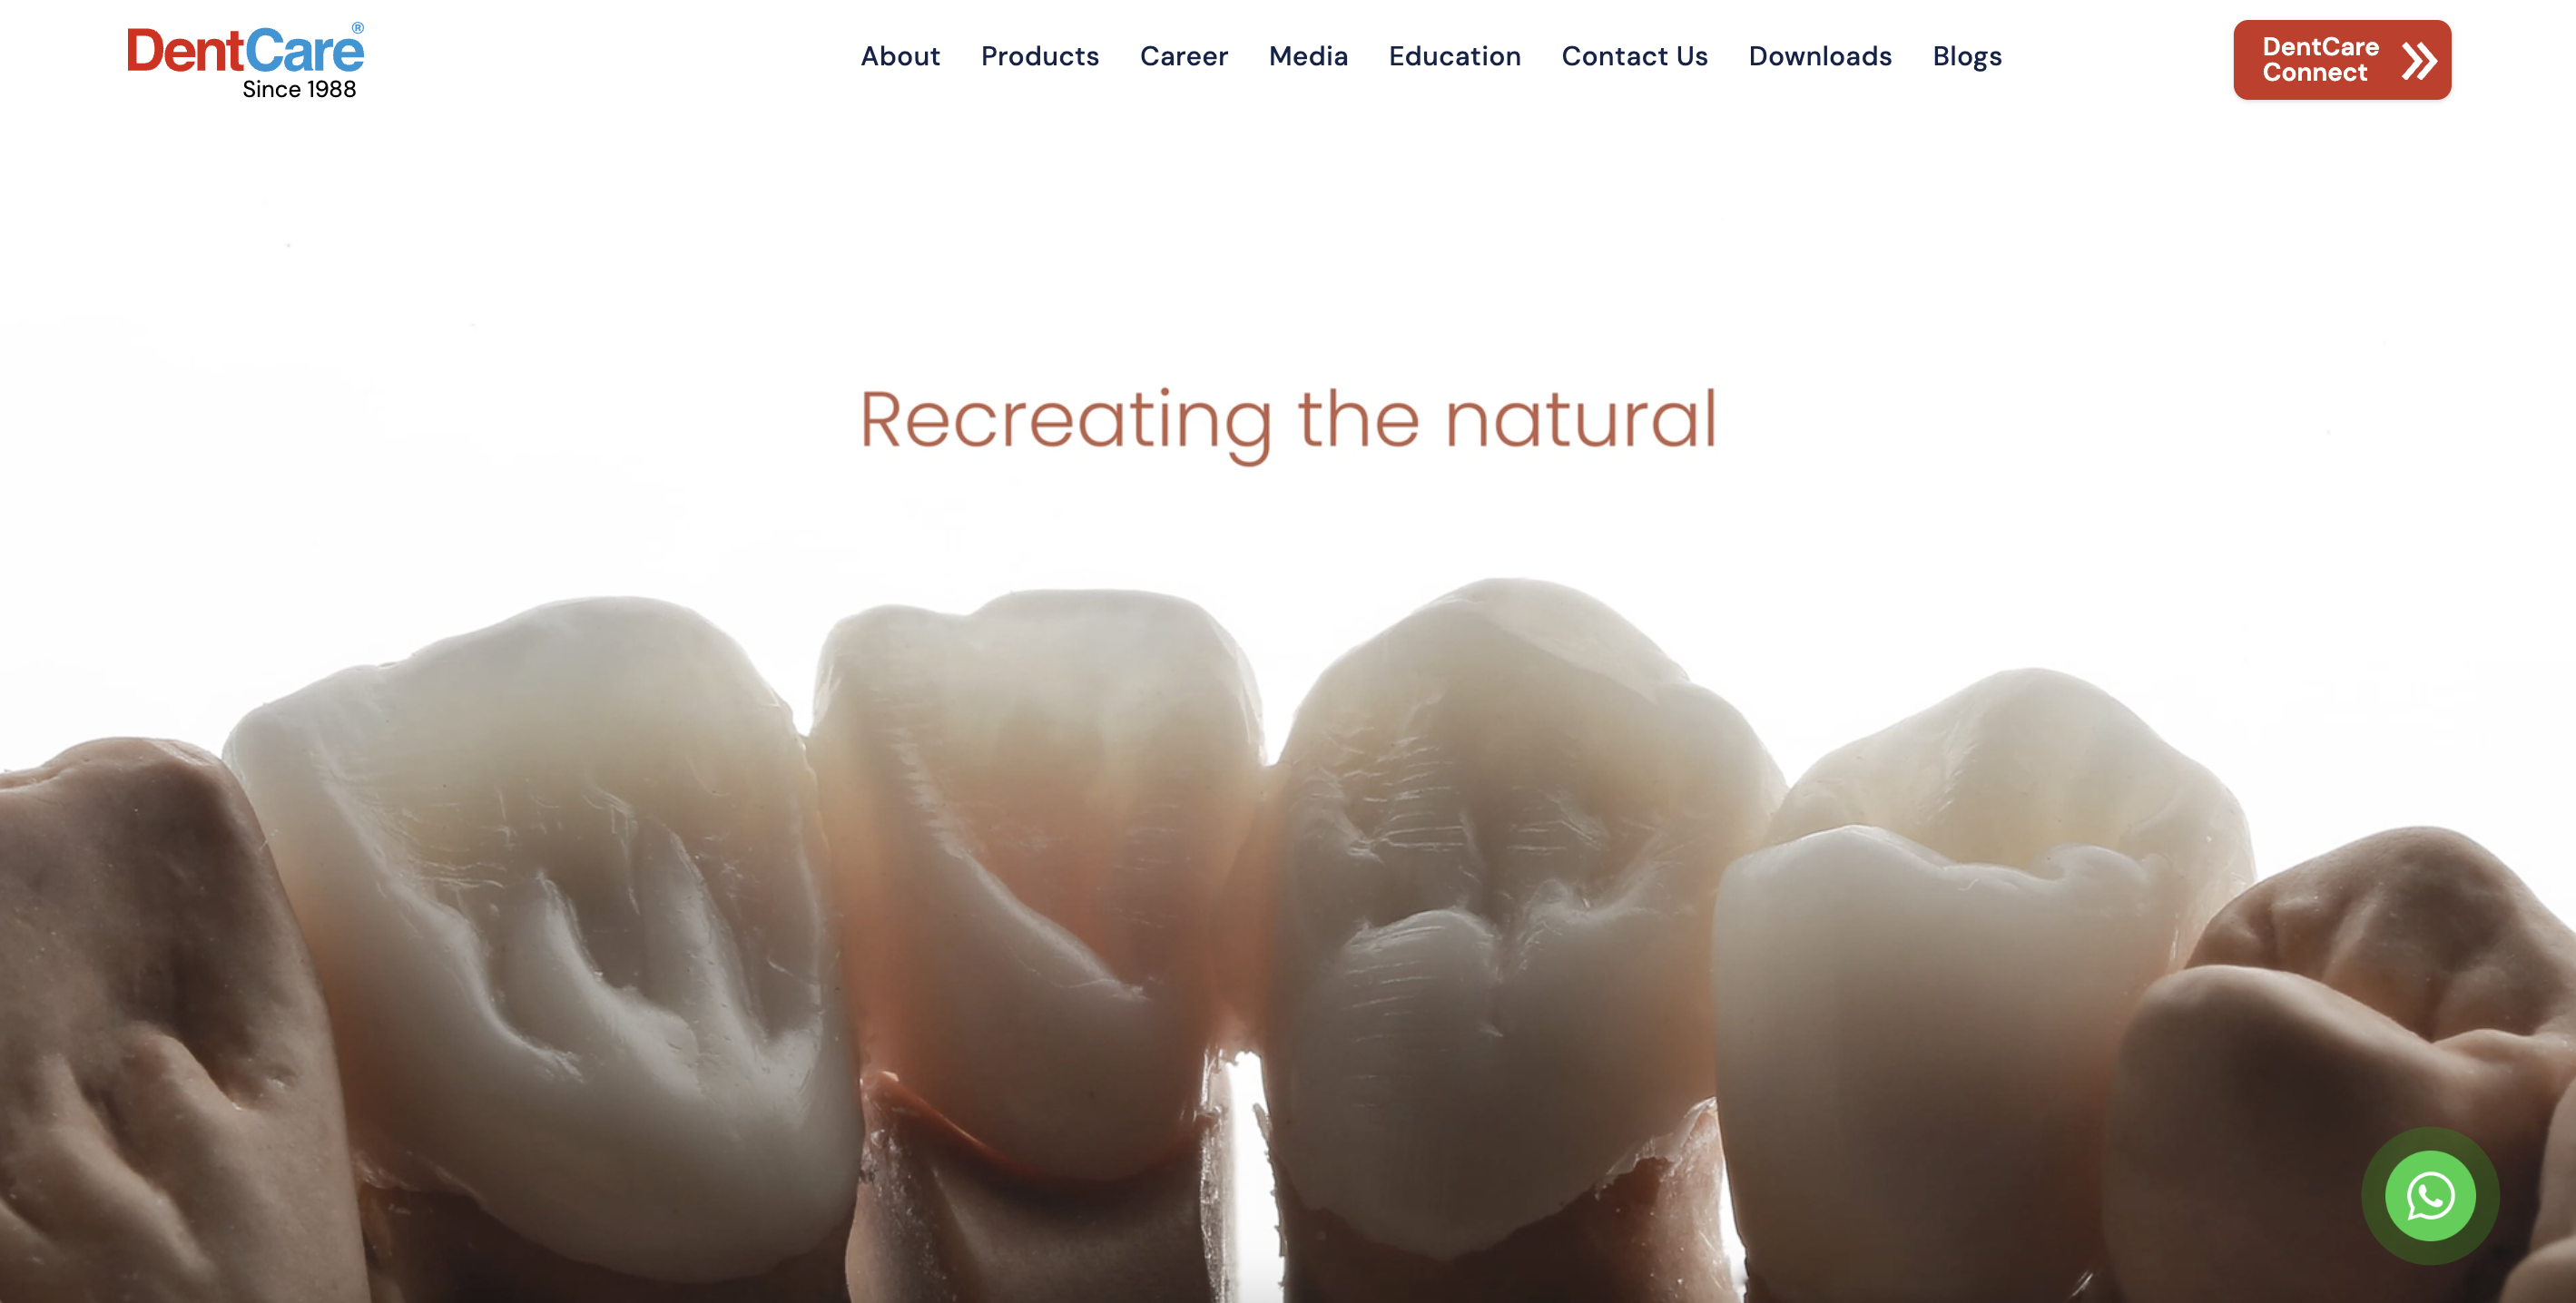 DentCare®
Since 1988
About Products Career Media Education Contact Us Downloads Blogs
DentCare
Connect
Recreating the natural